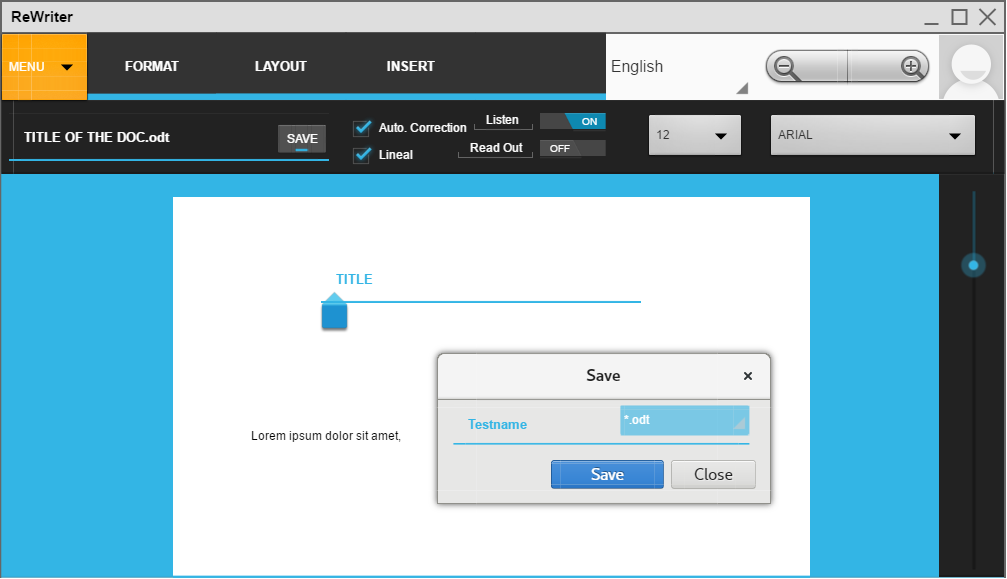 ReWriter
MENU FORMAT LAYOUT INSERT English
TITLE OF THE DOC.odt SAVE
Auto. Correction Listen ON
Lineal Read Out OFF
12 ARIAL
TITLE
Save ×
Testname *.odt
Lorem ipsum dolor sit amet,
Save Close